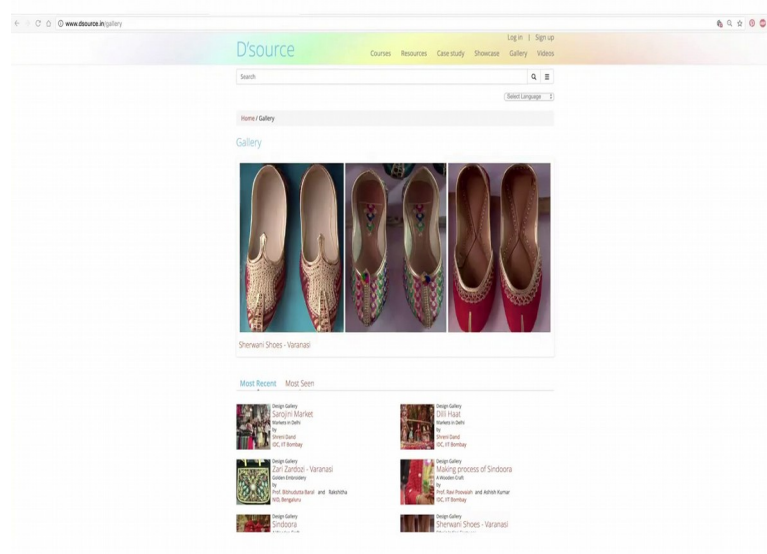 www.dsource.in/gallery
Log in | Sign up
D'source
Courses Resources Case study Showcase Gallery Videos
Search
Select Language
Home / Gallery
Gallery
Sherwani Shoes - Varanasi
Most Recent Most Seen
Design Gallery
Sarojini Market
Markets in Delhi
by
Shreni Dand
IDC, IIT Bombay
Design Gallery
Dilli Haat
Markets in Delhi
by
Shreni Dand
IDC, IIT Bombay
Design Gallery
Zari Zardozi - Varanasi
Golden Embroidery
by
Prof. Bibhudutta Baral and Rakshitha
NID, Bengaluru
Design Gallery
Making process of Sindoora
A Wooden Craft
by
Prof. Ravi Poovaiah and Ashish Kumar
IDC, IIT Bombay
Design Gallery
Sindoora
Design Gallery
Sherwani Shoes - Varanasi